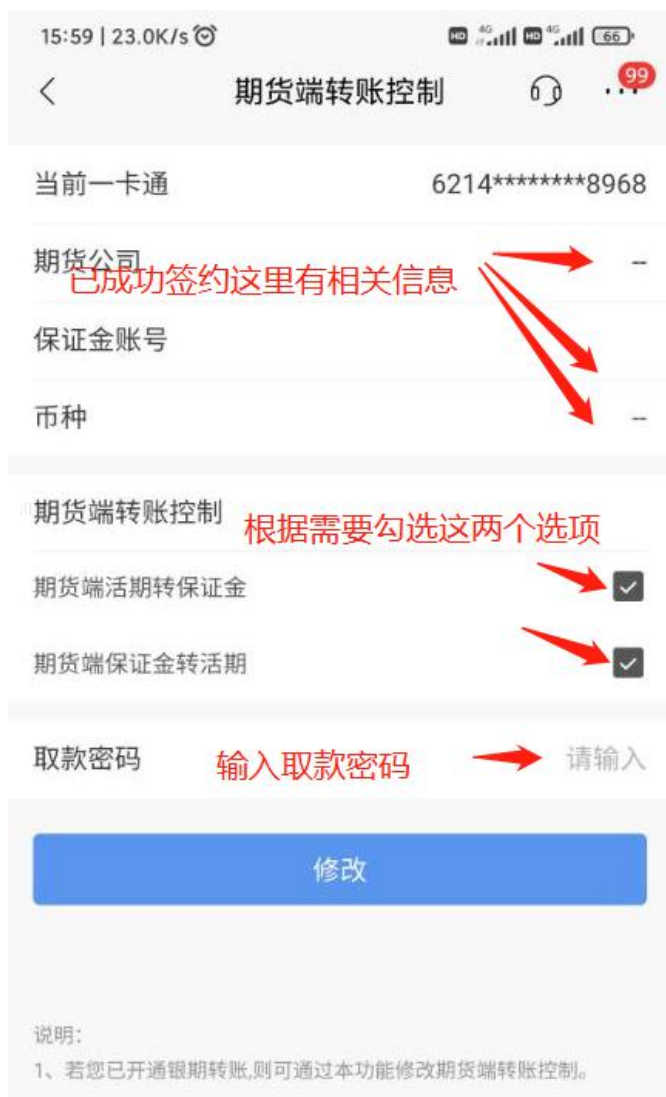 15:59 | 23.0K/s
HD 4G HD 4G 66
期货端转账控制 99
当前一卡通 6214********8968
期货公司 --
已成功签约这里有相关信息
保证金账号
币种 --
期货端转账控制
根据需要勾选这两个选项
期货端活期转保证金
期货端保证金转活期
取款密码 输入取款密码 请输入
修改
说明:
1、若您已开通银期转账,则可通过本功能修改期货端转账控制。